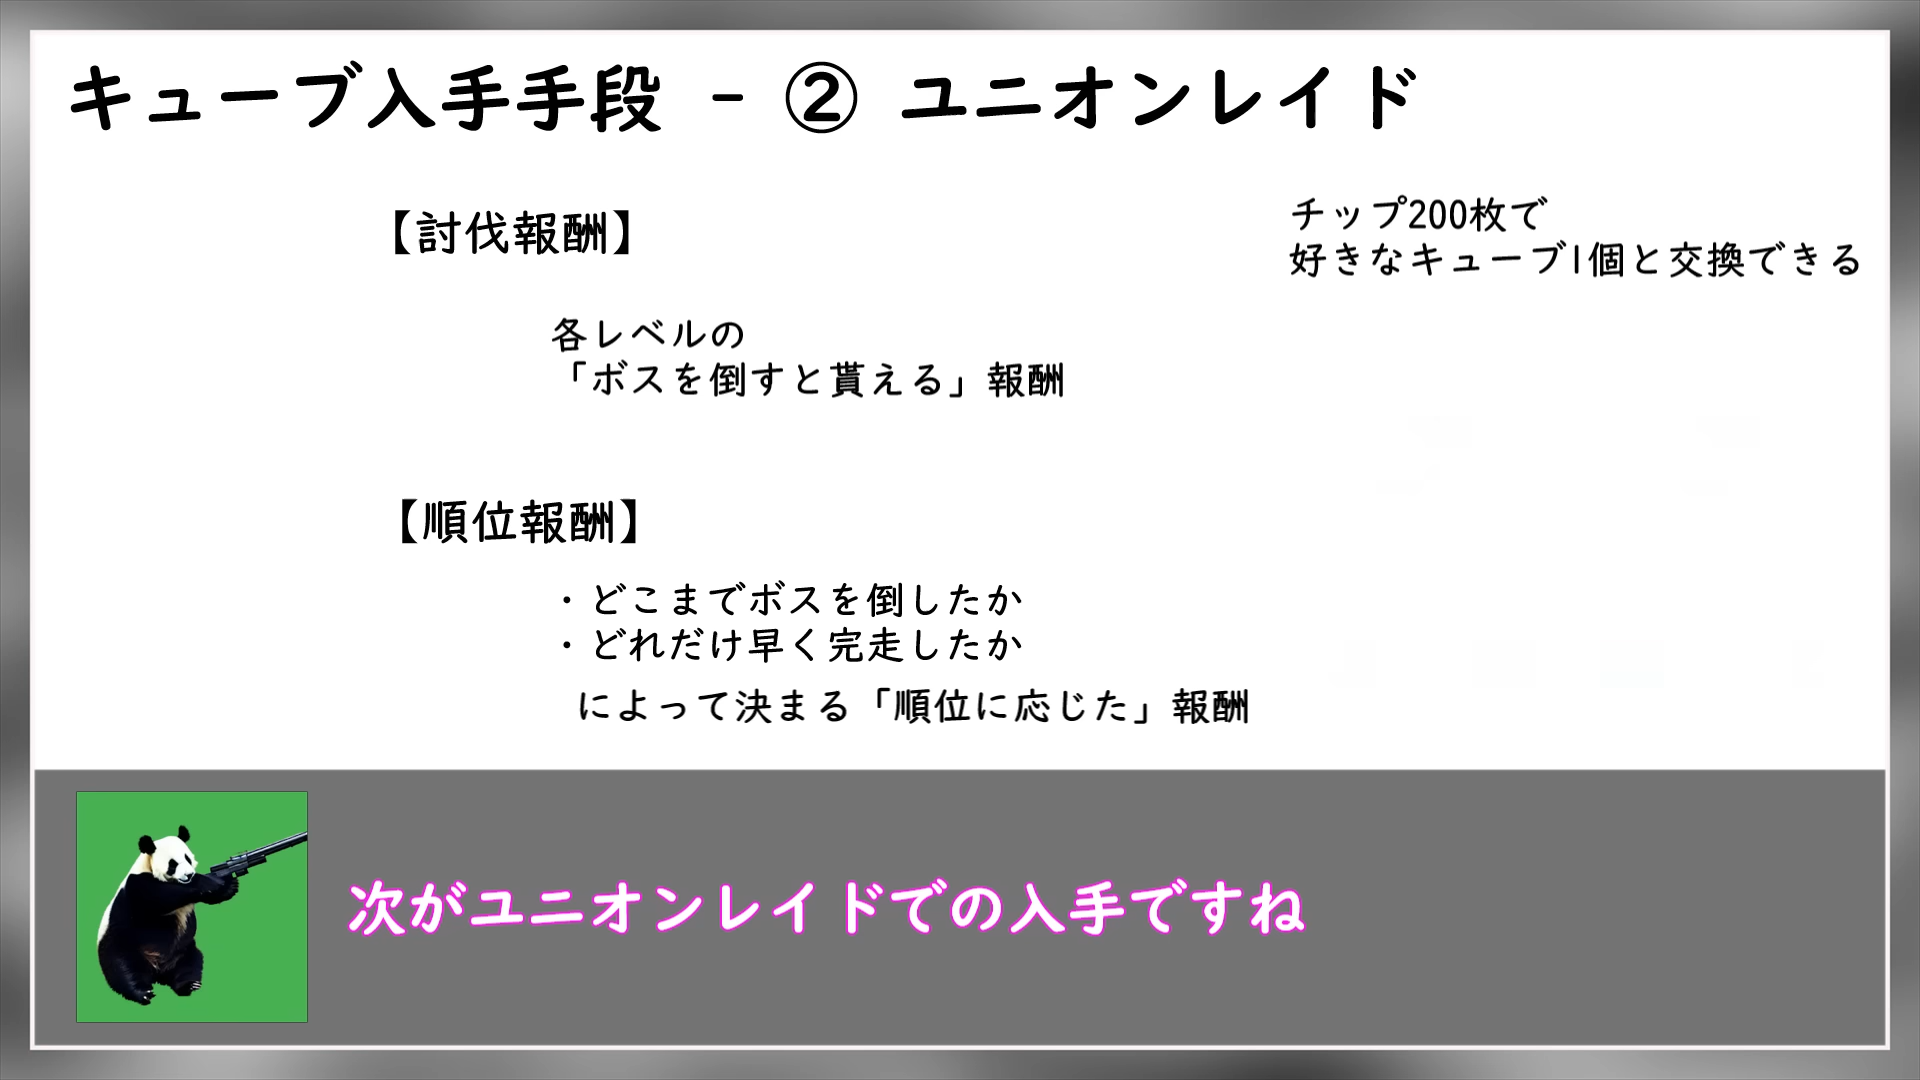 キューブ入手手段 - ② ユニオンレイド
【討伐報酬】
チップ200枚で
好きなキューブ1個と交換できる
各レベルの
「ボスを倒すと貰える」報酬
【順位報酬】
・どこまでボスを倒したか
・どれだけ早く完走したか
によって決まる「順位に応じた」報酬
次がユニオンレイドでの入手ですね